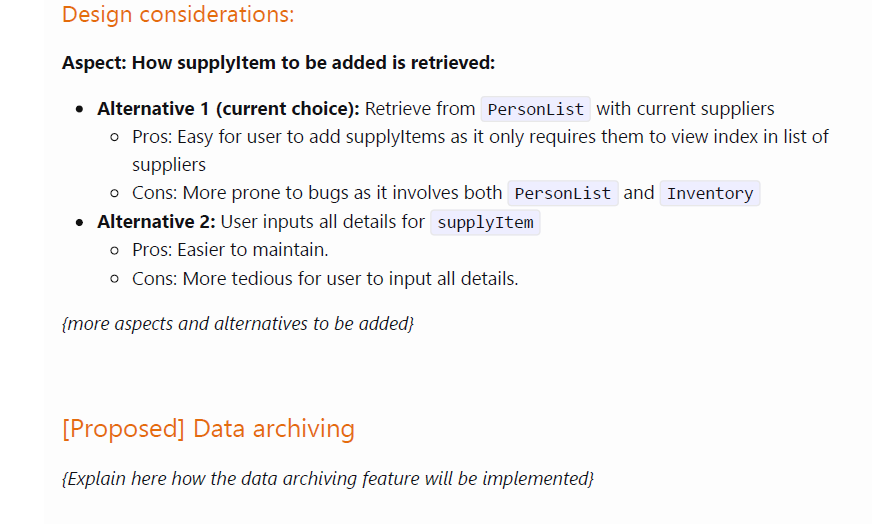 Design considerations:
Aspect: How supplyItem to be added is retrieved:
• Alternative 1 (current choice): Retrieve from PersonList with current suppliers
○ Pros: Easy for user to add supplyItems as it only requires them to view index in list of
suppliers
○ Cons: More prone to bugs as it involves both PersonList and Inventory
• Alternative 2: User inputs all details for supplyItem
○ Pros: Easier to maintain.
○ Cons: More tedious for user to input all details.
{more aspects and alternatives to be added}
[Proposed] Data archiving
{Explain here how the data archiving feature will be implemented}